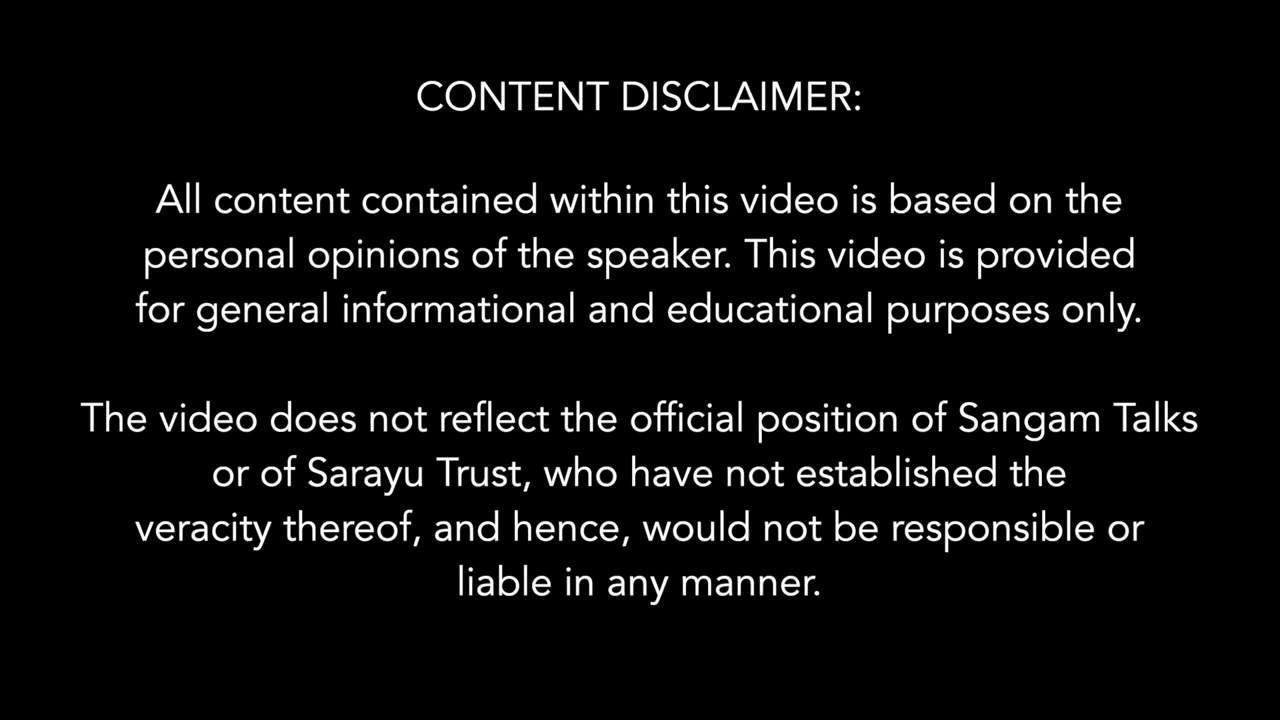 CONTENT DISCLAIMER:
All content contained within this video is based on the
personal opinions of the speaker. This video is provided
for general informational and educational purposes only.
The video does not reflect the official position of Sangam Talks
or of Sarayu Trust, who have not established the
veracity thereof, and hence, would not be responsible or
liable in any manner.